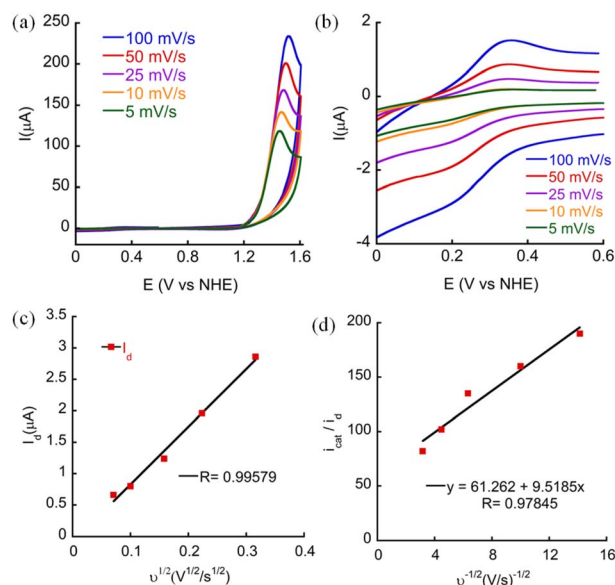 (a)
250
200
150
100
50
0
I(µA)
100 mV/s
50 mV/s
25 mV/s
10 mV/s
5 mV/s
0 0.4 0.8 1.2 1.6
E (V vs NHE)
(b)
2
0
-2
-4
I(µA)
100 mV/s
50 mV/s
25 mV/s
10 mV/s
5 mV/s
0 0.2 0.4 0.6
E (V vs NHE)
(c)
3.5
3
2.5
2
1.5
1
0.5
0
I_d(µA)
I_d
R= 0.99579
0 0.1 0.2 0.3 0.4
υ^1/2(V^1/2/s^1/2)
(d)
200
150
100
50
0
i_cat / i_d
y = 61.262 + 9.5185x
R= 0.97845
0 4 8 12 16
υ^-1/2(V/s)^-1/2